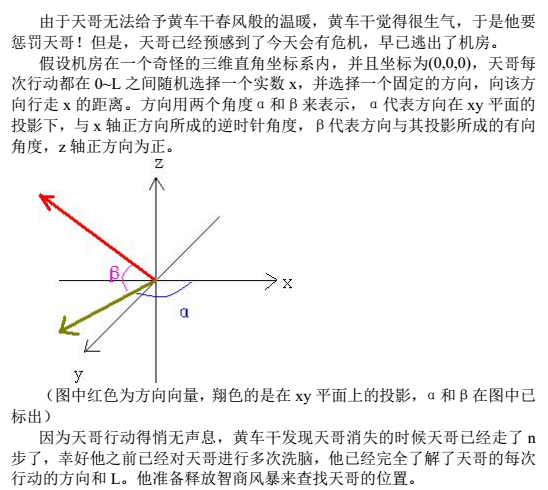 由于天哥无法给予黄车干春风般的温暖，黄车干觉得很生气，于是他要
惩罚天哥！但是，天哥已经预感到了今天会有危机，早已逃出了机房。
假设机房在一个奇怪的三维直角坐标系内，并且坐标为(0,0,0)，天哥每
次行动都在 0~L 之间随机选择一个实数 x，并选择一个固定的方向，向该方
向行走 x 的距离。方向用两个角度α和β来表示，α代表方向在 xy 平面的
投影下，与 x 轴正方向所成的逆时针角度，β代表方向与其投影所成的有向
角度，z 轴正方向为正。
z
β
x
α
y
（图中红色为方向向量，翔色的是在 xy 平面上的投影，α和β在图中已
标出）
因为天哥行动得悄无声息，黄车干发现天哥消失的时候天哥已经走了 n
步了，幸好他之前已经对天哥进行多次洗脑，他已经完全了解了天哥的每次
行动的方向和 L。他准备释放智商风暴来查找天哥的位置。